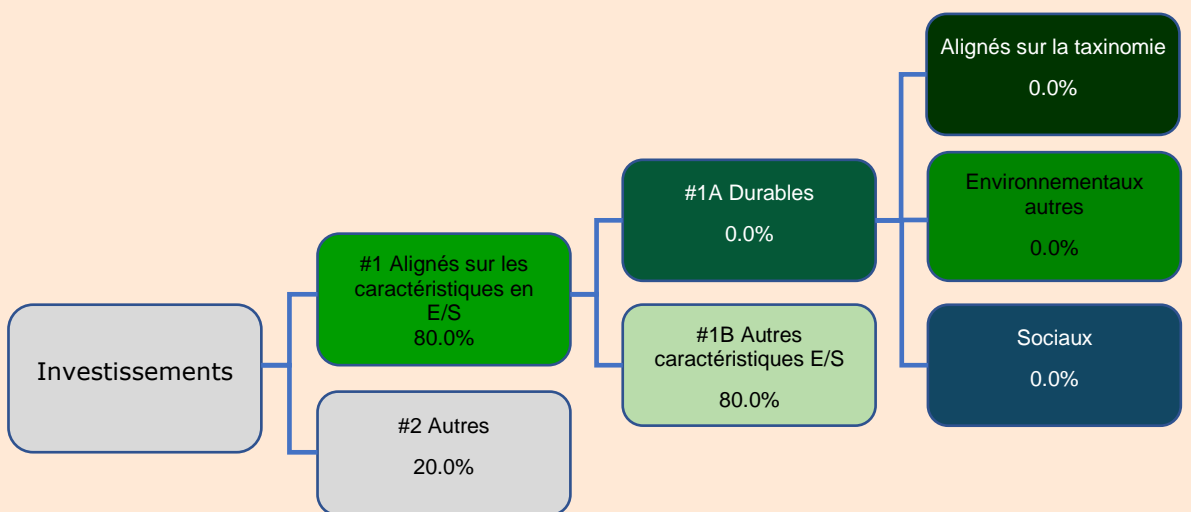 Investissements
#1 Alignés sur les
caractéristiques en
E/S
80.0%
#2 Autres
20.0%
#1A Durables
0.0%
#1B Autres
caractéristiques E/S
80.0%
Alignés sur la taxinomie
0.0%
Environnementaux
autres
0.0%
Sociaux
0.0%